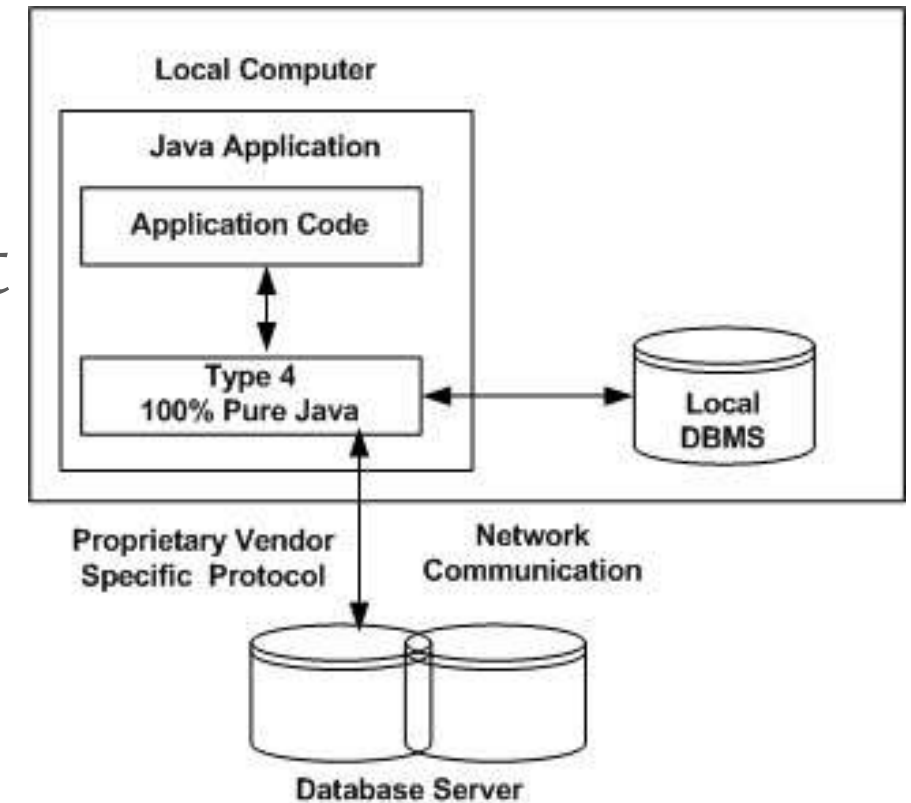 Local Computer
Java Application
Application Code
Type 4
100% Pure Java
Local
DBMS
Proprietary Vendor
Specific Protocol
Network
Communication
Database Server